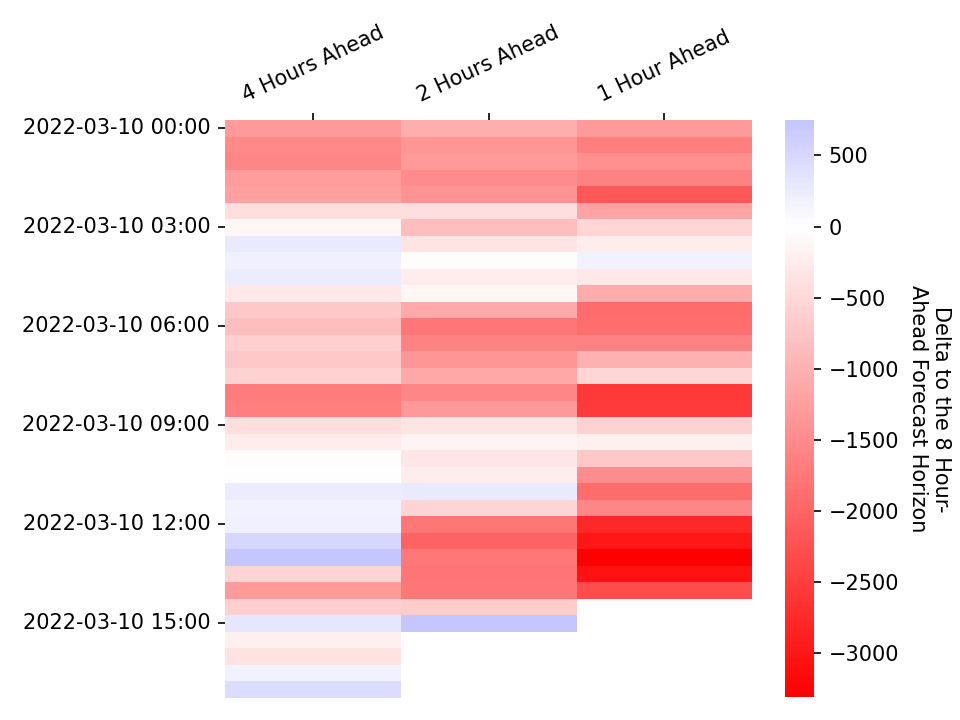 4 Hours Ahead
2 Hours Ahead
1 Hour Ahead
2022-03-10 00:00
2022-03-10 03:00
2022-03-10 06:00
2022-03-10 09:00
2022-03-10 12:00
2022-03-10 15:00
500
0
−500
−1000
−1500
−2000
−2500
−3000
Delta to the 8 Hour-
Ahead Forecast Horizon